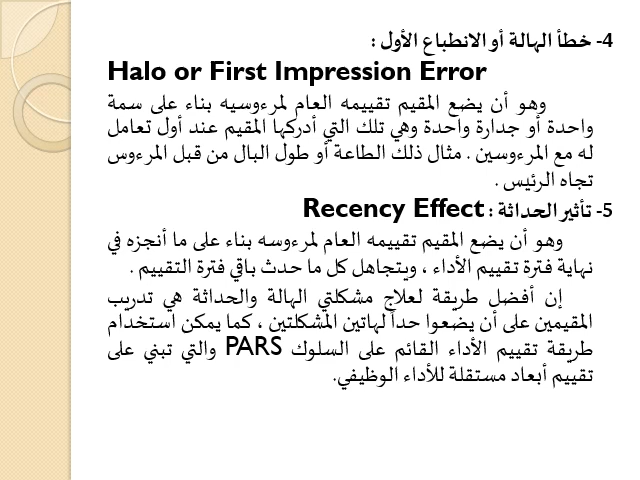 4- خطأ الهالة أو الانطباع الأول :
Halo or First Impression Error
وهو أن يضع المقيم تقييمه العام لمرءوسيه بناء على سمة
واحدة أو جدارة واحدة وهي تلك التي أدركها المقيم عند أول تعامل
له مع المرءوسين . مثال ذلك الطاعة أو طول البال من قبل المرءوس
تجاه الرئيس .
5- تأثير الحداثة : Recency Effect
وهو أن يضع المقيم تقييمه العام لمرءوسه بناء على ما أنجزه في
نهاية فترة تقييم الأداء ، ويتجاهل كل ما حدث باقي فترة التقييم .
إن أفضل طريقة لعلاج مشكلتي الهالة والحداثة هي تدريب
المقيمين على أن يضعوا حداً لهاتين المشكلتين ، كما يمكن استخدام
طريقة تقييم الأداء القائم على السلوك PARS والتي تبني على
تقييم أبعاد مستقلة للأداء الوظيفي.